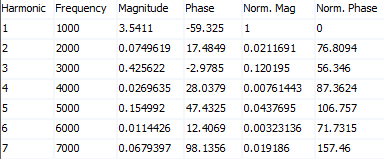 Harmonic Frequency Magnitude Phase Norm. Mag Norm. Phase
1 1000 3.5411 -59.325 1 0
2 2000 0.0749619 17.4849 0.0211691 76.8094
3 3000 0.425622 -2.9785 0.120195 56.346
4 4000 0.0269635 28.0379 0.00761443 87.3624
5 5000 0.154992 47.4325 0.0437695 106.757
6 6000 0.0114426 12.4069 0.00323136 71.7315
7 7000 0.0679397 98.1356 0.019186 157.46